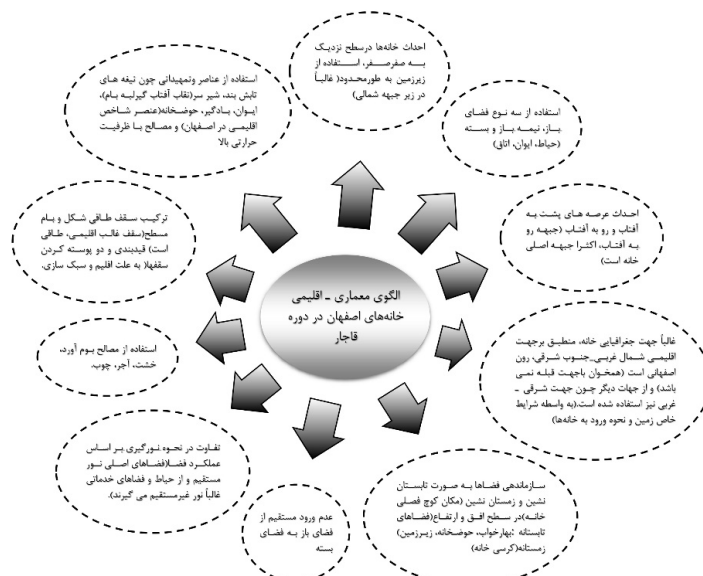 احداث خانه‌ها درسطح نزدیک
به صفرصفر، استفاده از
زیرزمین به طورمحدود( غالباً
در زیر جبهه شمالی)
استفاده از سه نوع فضای
باز، نیمه باز و بسته
(حیاط، ایوان، اتاق)
احداث عرصه های پشت به
آفتاب و رو به آفتاب (جبهه رو
به آفتاب، اکثرا جبهه اصلی
خانه است)
غالباً جهت جغرافیایی خانه، منطبق برجهت
اقلیمی شمال غربی_جنوب شرقی، رون
اصفهانی است (همخوان باجهت قبله نمی
باشد) و از جهات دیگر چون جهت شرقی ـ
غربی نیز استفاده شده است.(به واسطه شرایط
خاص زمین و نحوه ورود به خانه‌ها)
سازماندهی فضاها به صورت تابستان
نشین و زمستان نشین (مکان کوچ فصلی
خانه)در سطح افق و ارتفاع(فضاهای
تابستانه :بهارخواب، حوضخانه، زیرزمین)
زمستانه(کرسی خانه)
عدم ورود مستقیم از
فضای باز به فضای
بسته
تفاوت در نحوه نورگیری بر اساس
عملکرد فضا(فضاهای اصلی نور
مستقیم و از حیاط و فضاهای خدماتی
غالباً نور غیرمستقیم می گیرند).
استفاده از مصالح بوم آورد،
خشت، آجر، چوب.
ترکیب سقف طاقی شکل و بام
مسطح(سقف غالب اقلیمی، طاقی
است) قیدبندی و دو پوسته کردن
سقفها به علت اقلیم و سبک سازی.
استفاده از عناصر وتمهیداتی چون تیغه های
تابش بند، شیر سر(نقاب آفتاب گیرلبه بام)،
ایوان، بادگیر، حوضخانه(عنصر شاخص
اقلیمی در اصفهان) و مصالح با ظرفیت
حرارتی بالا
الگوی معماری ـ اقلیمی
خانه‌های اصفهان در دوره
قاجار